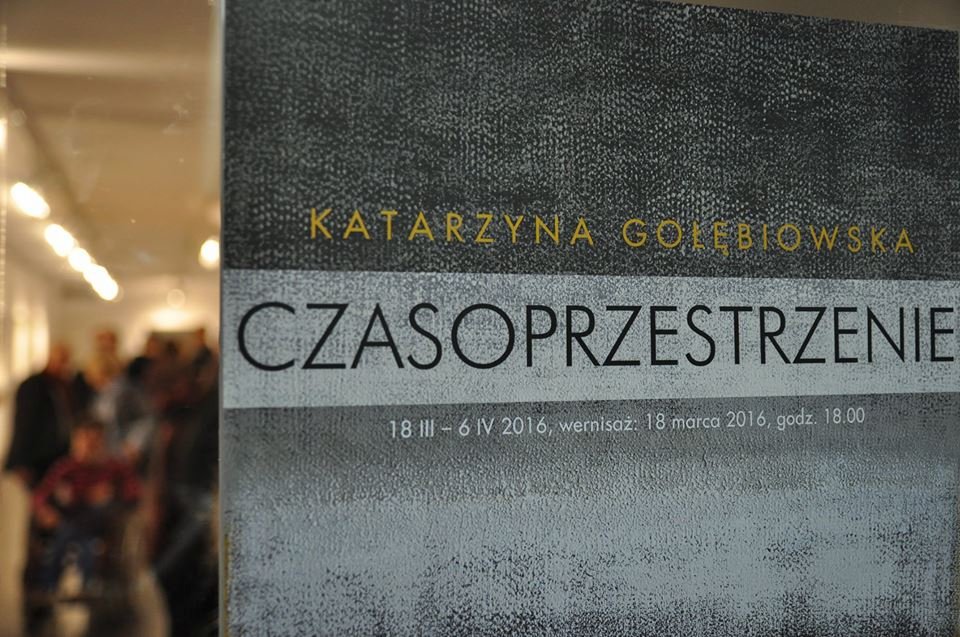 KATARZYNA GOŁĘBIOWSKA
CZASOPRZESTRZENIE
18 III – 6 IV 2016, wernisaż: 18 marca 2016, godz. 18.00